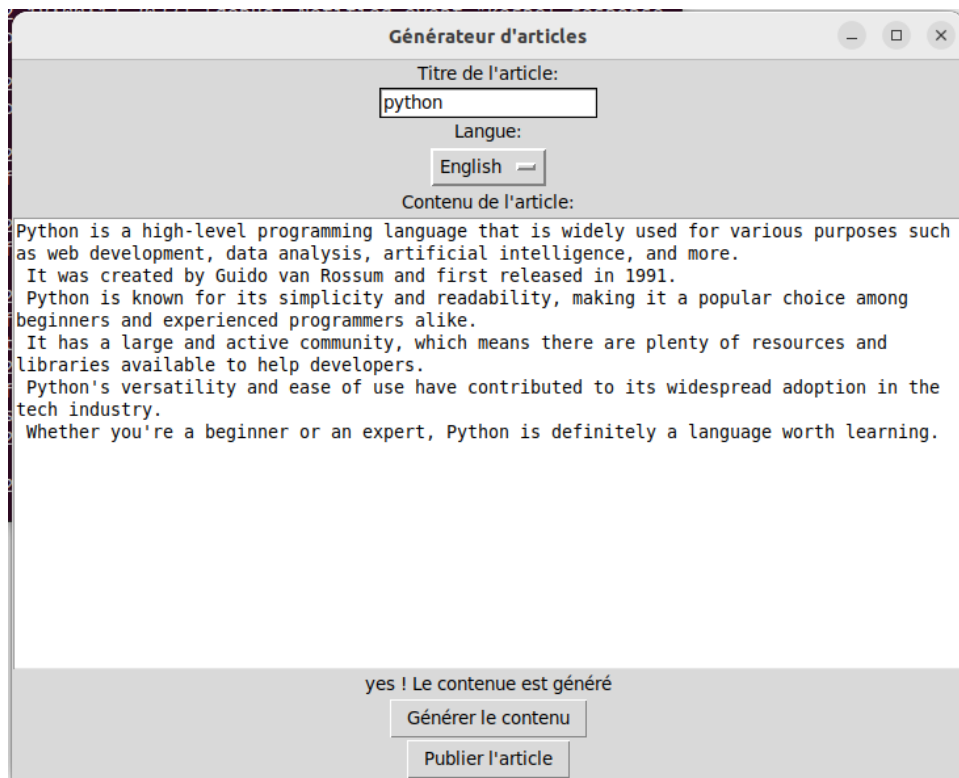 Générateur d'articles
Titre de l'article:
python
Langue:
English
Contenu de l'article:
Python is a high-level programming language that is widely used for various purposes such
as web development, data analysis, artificial intelligence, and more.
It was created by Guido van Rossum and first released in 1991.
Python is known for its simplicity and readability, making it a popular choice among
beginners and experienced programmers alike.
It has a large and active community, which means there are plenty of resources and
libraries available to help developers.
Python's versatility and ease of use have contributed to its widespread adoption in the
tech industry.
Whether you're a beginner or an expert, Python is definitely a language worth learning.
yes ! Le contenue est généré
Générer le contenu
Publier l'article